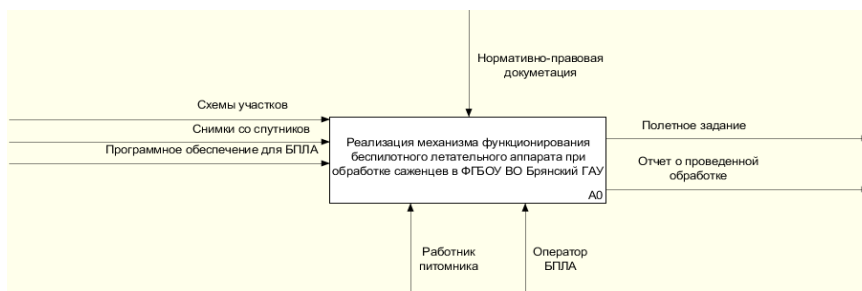 Нормативно-правовая
докуметация
Схемы участков
Снимки со спутников
Программное обеспечение для БПЛА
Реализация механизма функционирования
беспилотного летательного аппарата при
обработке саженцев в ФГБОУ ВО Брянский ГАУ
A0
Полетное задание
Отчет о проведенной
обработке
Работник
питомника
Оператор
БПЛА